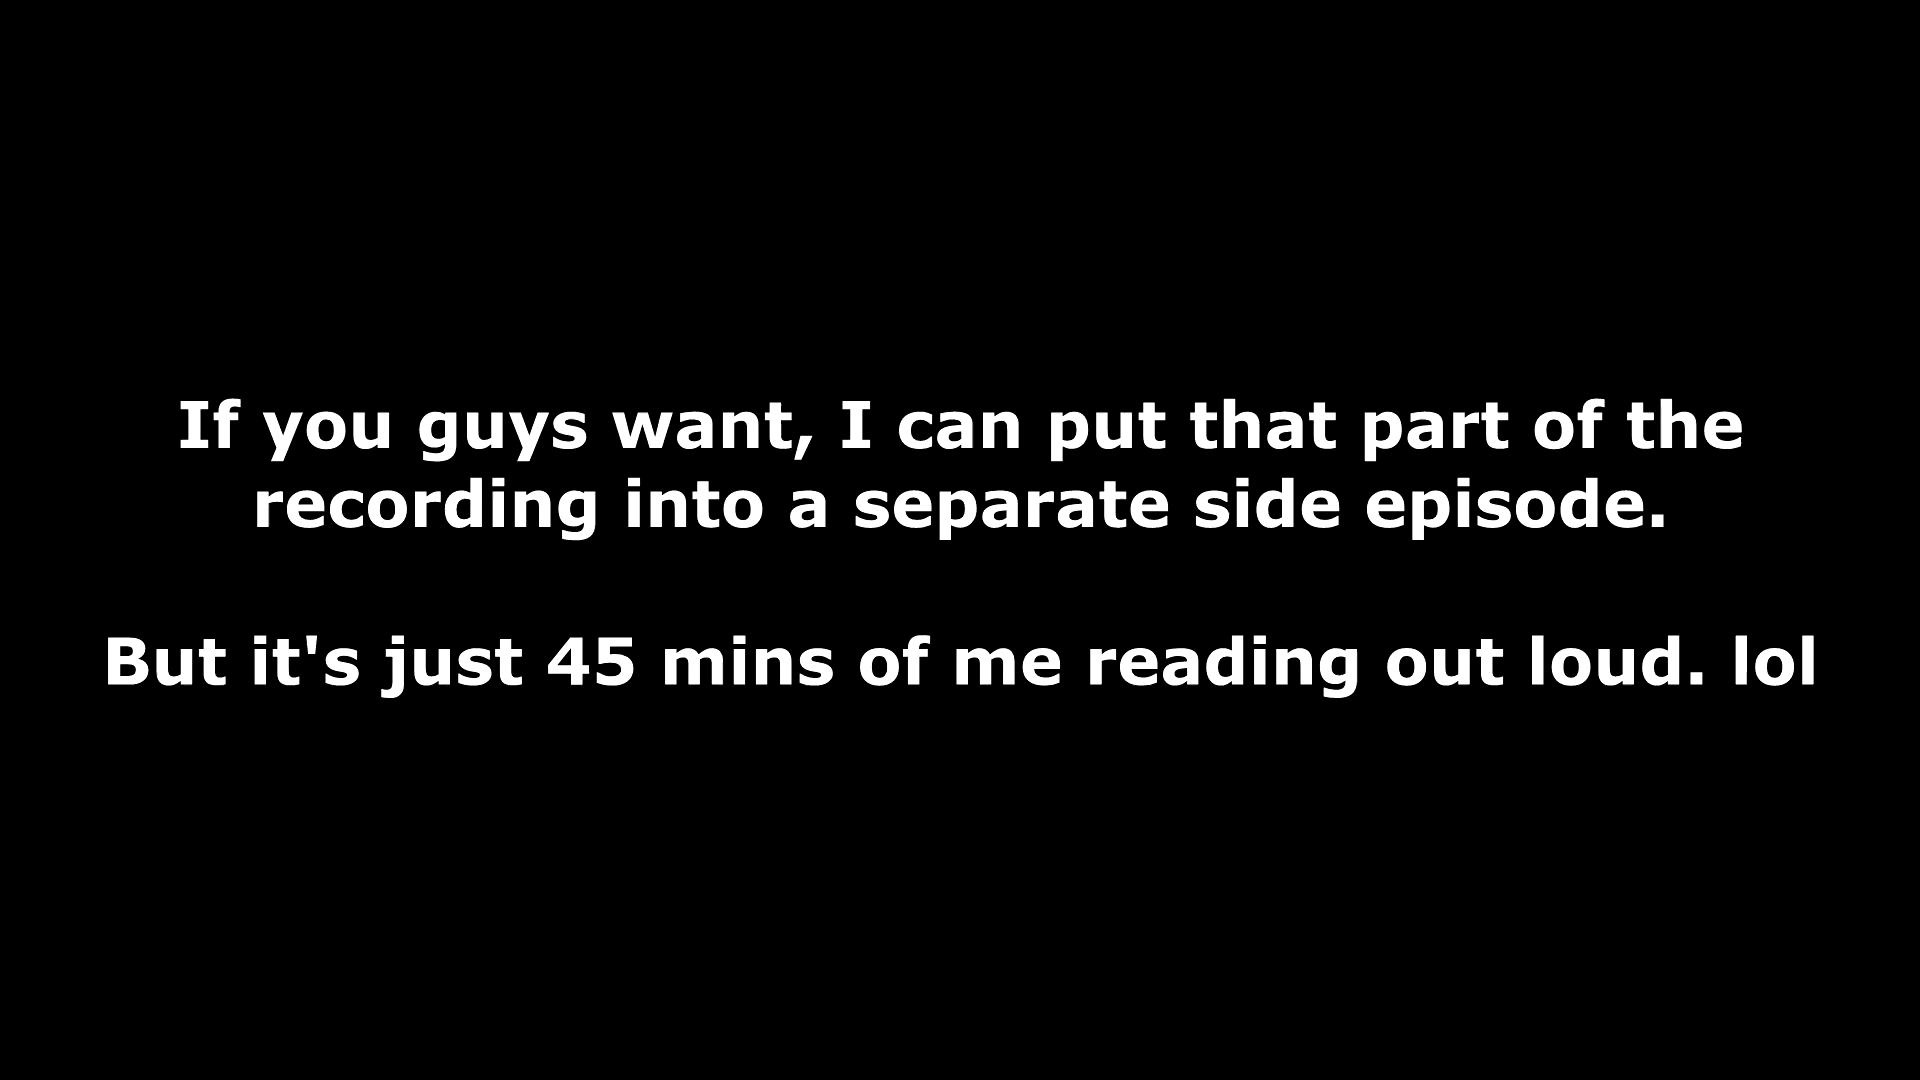 If you guys want, I can put that part of the
recording into a separate side episode.
But it's just 45 mins of me reading out loud. lol